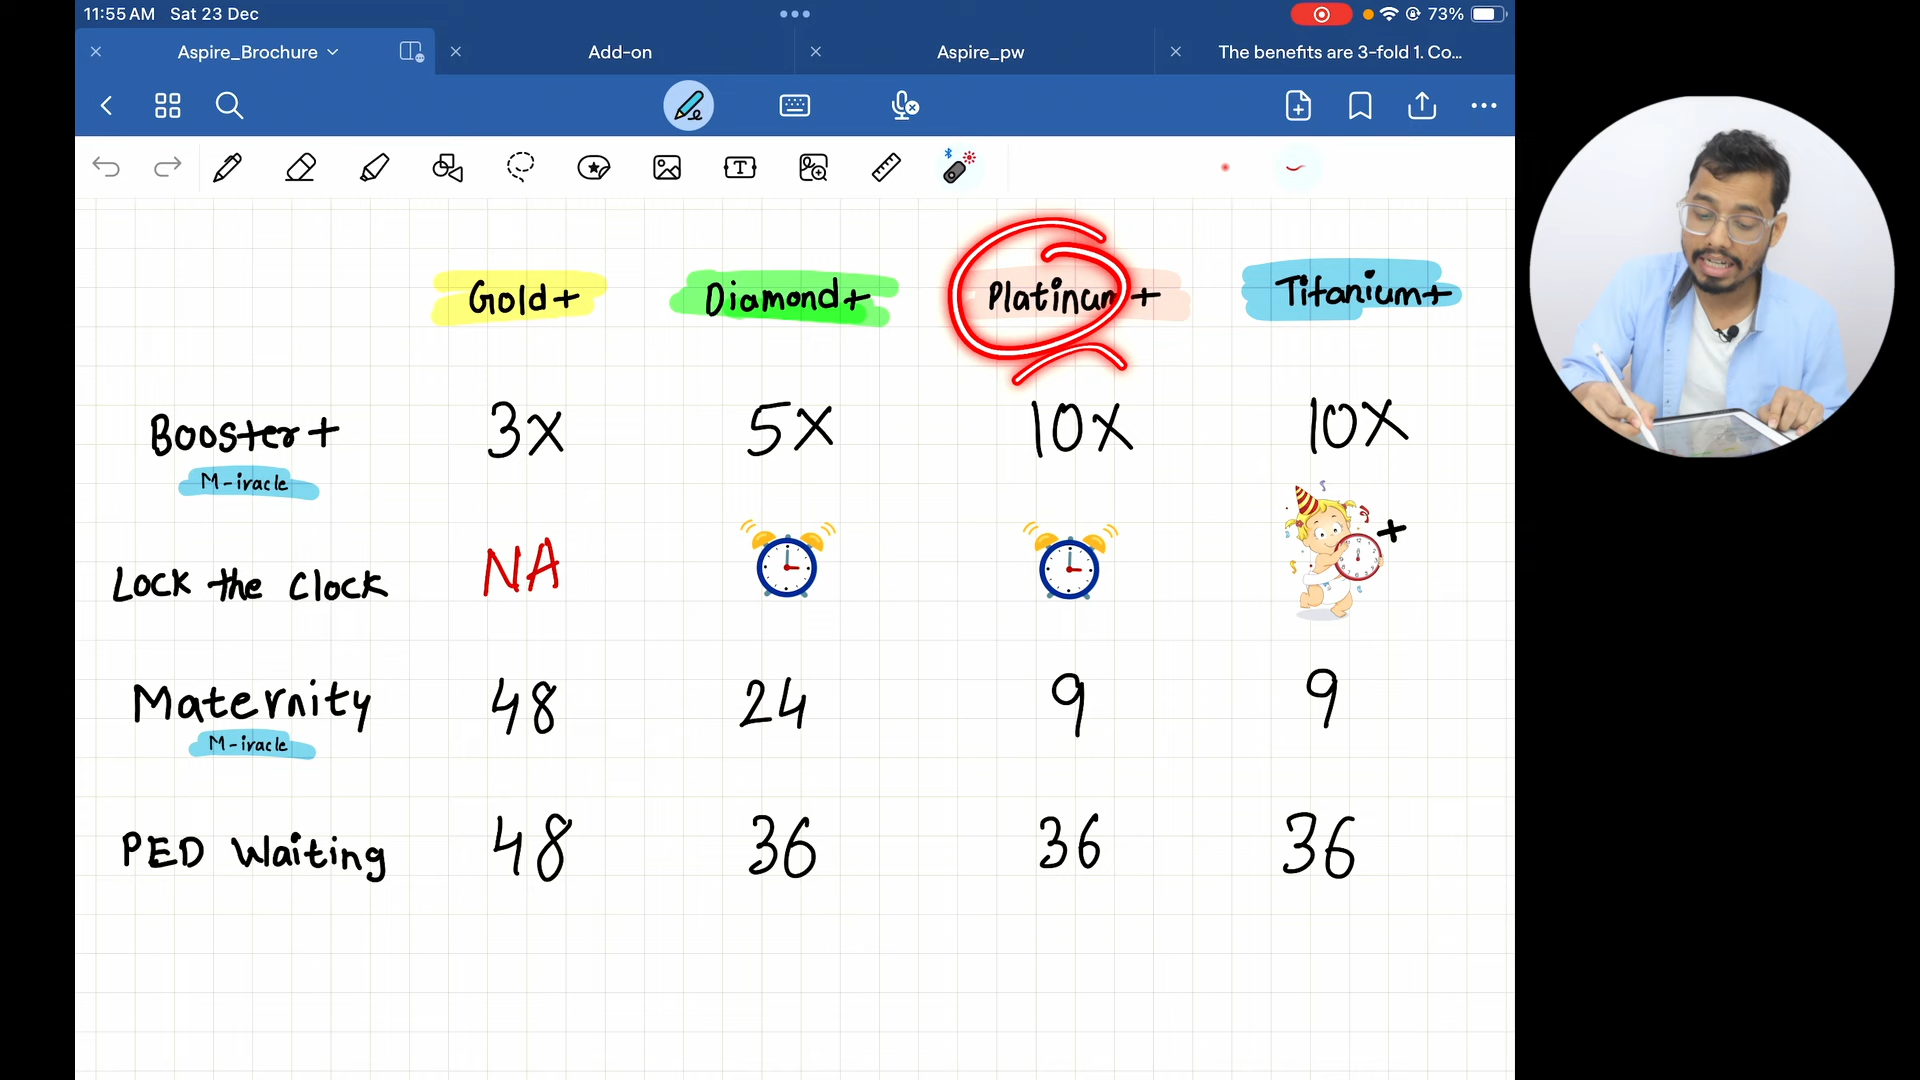 11:55 AM Sat 23 Dec
73%
Aspire_Brochure
Add-on
Aspire_pw
The benefits are 3-fold 1. Co...
Gold+
Diamond+
Platinum+
Titanium+
Booster+
3X
5X
10X
10X
M-iracle
Lock the Clock
NA
+
Maternity
48
24
9
9
M-iracle
PED Waiting
48
36
36
36